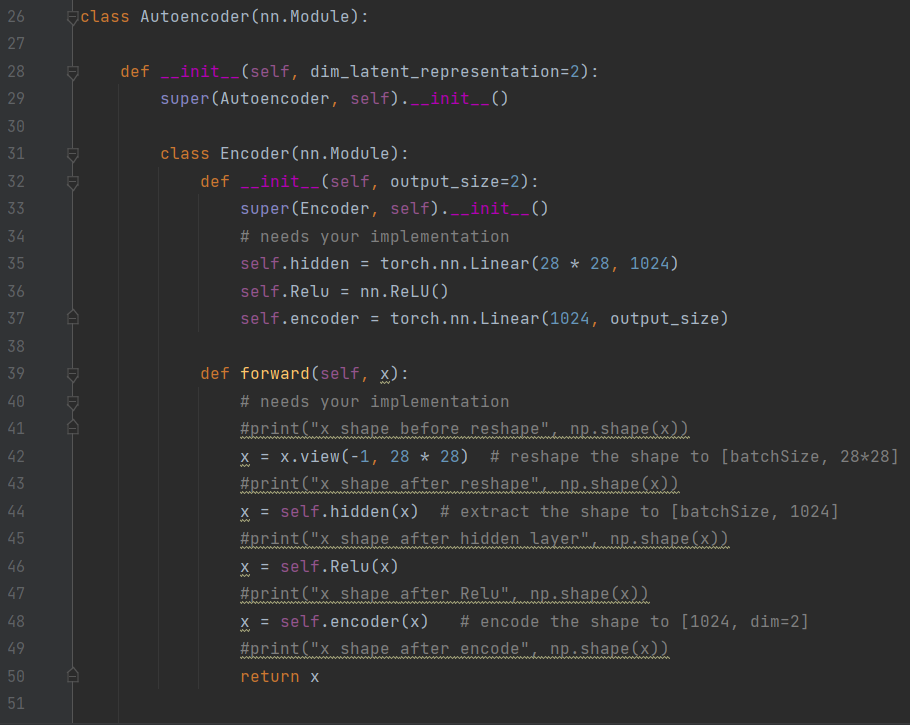 26 class Autoencoder(nn.Module):
27
28     def __init__(self, dim_latent_representation=2):
29         super(Autoencoder, self).__init__()
30
31         class Encoder(nn.Module):
32             def __init__(self, output_size=2):
33                 super(Encoder, self).__init__()
34                 # needs your implementation
35                 self.hidden = torch.nn.Linear(28 * 28, 1024)
36                 self.Relu = nn.ReLU()
37                 self.encoder = torch.nn.Linear(1024, output_size)
38
39             def forward(self, x):
40                 # needs your implementation
41                 #print("x shape before reshape", np.shape(x))
42                 x = x.view(-1, 28 * 28)  # reshape the shape to [batchSize, 28*28]
43                 #print("x shape after reshape", np.shape(x))
44                 x = self.hidden(x)  # extract the shape to [batchSize, 1024]
45                 #print("x shape after hidden layer", np.shape(x))
46                 x = self.Relu(x)
47                 #print("x shape after Relu", np.shape(x))
48                 x = self.encoder(x)   # encode the shape to [1024, dim=2]
49                 #print("x shape after encode", np.shape(x))
50                 return x
51